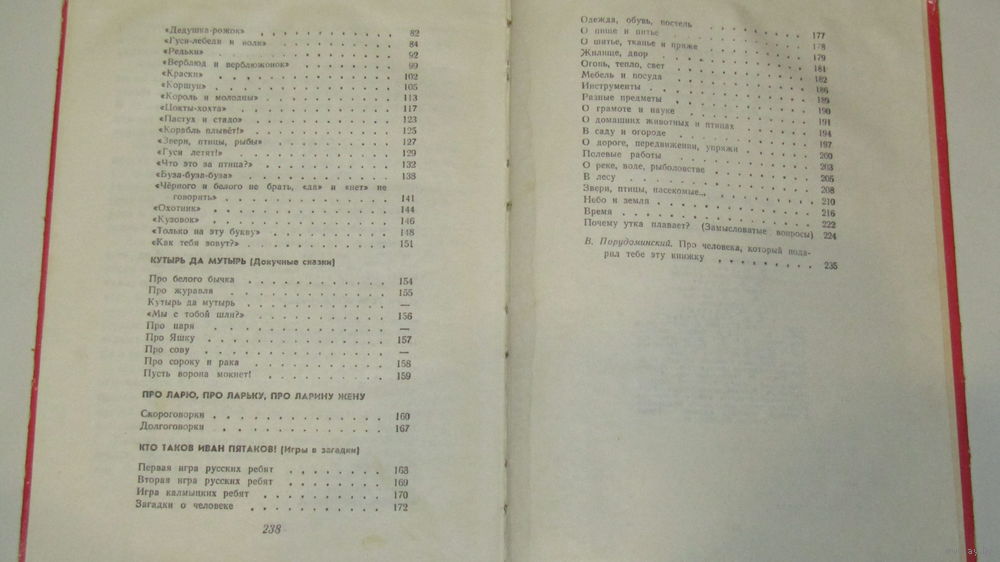 «Дедушка-рожок» . . . . . . . . . . . 82
«Гуси-лебеди и волк» . . . . . . . . . 84
«Редьки» . . . . . . . . . . . . . 92
«Верблюд и верблюжонок» . . . . . . . . 99
«Краски» . . . . . . . . . . . . . 102
«Коршун» . . . . . . . . . . . . . 105
«Король и молодцы» . . . . . . . . . . 113
«Цокты-хохта» . . . . . . . . . . . . 117
«Пастух и стадо» . . . . . . . . . . . 123
«Корабль плывёт!» . . . . . . . . . . 125
«Звери, птицы, рыбы» . . . . . . . . . 127
«Гуси летят!» . . . . . . . . . . . . 129
«Что это за птица?» . . . . . . . . . . 132
«Буза-буза-буза» . . . . . . . . . . . 138
«Чёрного и белого не брать, «да» и «нет» не
говорить» . . . . . . . . . . . . 141
«Охотник» . . . . . . . . . . . . . 144
«Кузовок» . . . . . . . . . . . . . 146
«Только на эту букву» . . . . . . . . . 148
«Как тебя зовут?» . . . . . . . . . . 151
КУТЫРЬ ДА МУТЫРЬ (Докучные сказки)
Про белого бычка . . . . . . . . . . . 154
Про журавля . . . . . . . . . . . . 155
Кутырь да мутырь . . . . . . . . . . . —
«Мы с тобой шли?» . . . . . . . . . . 156
Про царя . . . . . . . . . . . . . —
Про Яшку . . . . . . . . . . . . . 157
Про сову . . . . . . . . . . . . . —
Про сороку и рака . . . . . . . . . . 158
Пусть ворона мокнет! . . . . . . . . . 159
ПРО ЛАРЮ, ПРО ЛАРЬКУ, ПРО ЛАРИНУ ЖЕНУ
Скороговорки . . . . . . . . . . . . 160
Долгоговорки . . . . . . . . . . . . 167
КТО ТАКОВ ИВАН ПЯТАКОВ! (Игры в загадки)
Первая игра русских ребят . . . . . . . 168
Вторая игра русских ребят . . . . . . . 169
Игра калмыцких ребят . . . . . . . . . 170
Загадки о человеке . . . . . . . . . . 172
238
Одежда, обувь, постель . . . . . . . . . 177
О пище и питье . . . . . . . . . . . 178
О шитье, тканье и пряже . . . . . . . . 179
Жилище, двор . . . . . . . . . . . . 181
Огонь, тепло, свет . . . . . . . . . . 182
Мебель и посуда . . . . . . . . . . . 186
Инструменты . . . . . . . . . . . . 189
Разные предметы . . . . . . . . . . . 190
О грамоте и науке . . . . . . . . . . 191
О домашних животных и птицах . . . . . . 194
В саду и огороде . . . . . . . . . . . 197
О дороге, передвижении, упряжи . . . . . 200
Полевые работы . . . . . . . . . . . 203
О реке, воде, рыболовстве . . . . . . . 205
В лесу . . . . . . . . . . . . . . 208
Звери, птицы, насекомые... . . . . . . . 210
Небо и земля . . . . . . . . . . . . 216
Время . . . . . . . . . . . . . . 222
Почему утка плавает? (Замысловатые вопросы) 224
В. Порудоминский. Про человека, который пода-
рил тебе эту книжку . . . . . . . . . 235